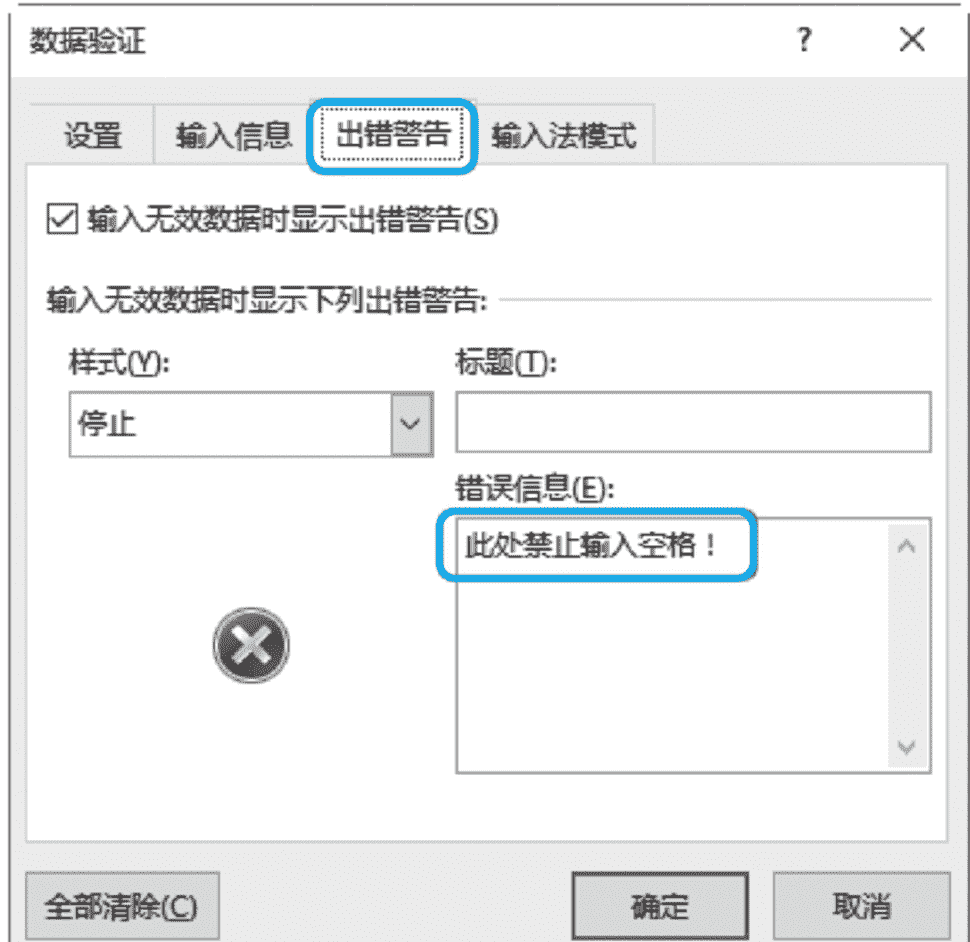 数据验证 ? ×
设置 输入信息 出错警告 输入法模式
输入无效数据时显示出错警告(S)
输入无效数据时显示下列出错警告:
样式(Y): 标题(T):
停止
错误信息(E):
此处禁止输入空格！
全部清除(C) 确定 取消